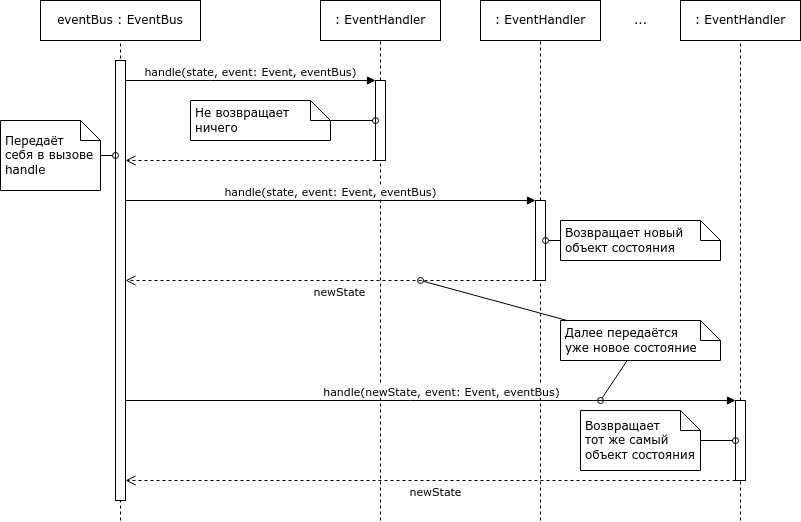 eventBus : EventBus
: EventHandler
: EventHandler
...
: EventHandler
handle(state, event: Event, eventBus)
Не возвращает
ничего
Передаёт
себя в вызове
handle
handle(state, event: Event, eventBus)
Возвращает новый
объект состояния
newState
Далее передаётся
уже новое состояние
handle(newState, event: Event, eventBus)
Возвращает
тот же самый
объект состояния
newState